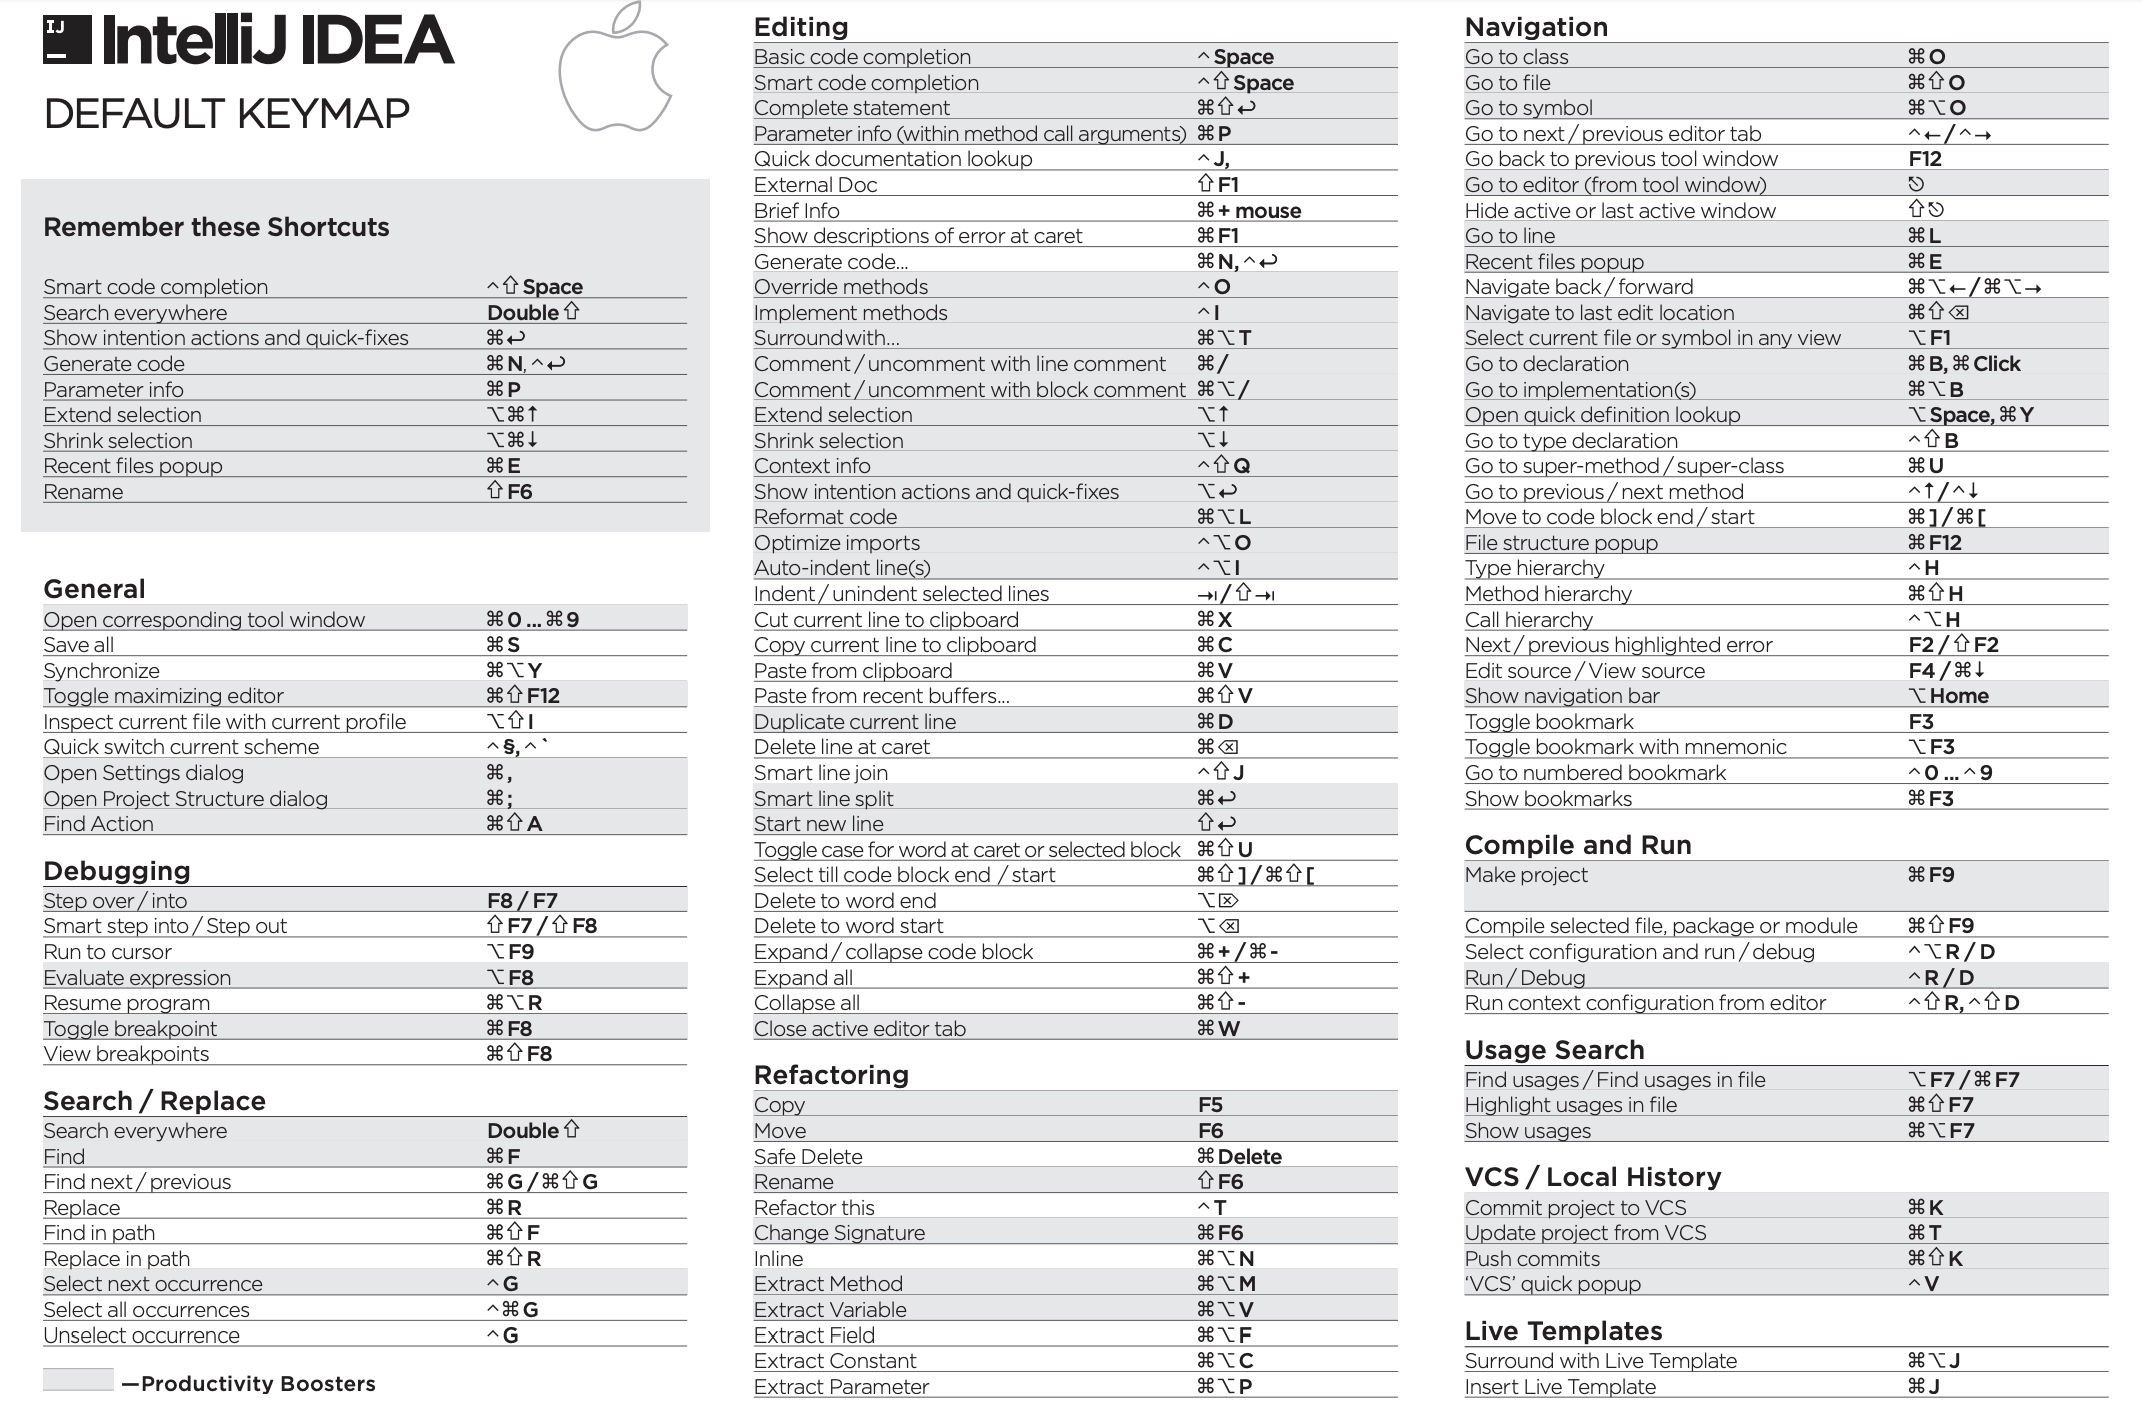 IJ
IntelliJ IDEA
DEFAULT KEYMAP
Remember these Shortcuts
Smart code completion ^⇧Space
Search everywhere Double⇧
Show intention actions and quick-fixes ⌘↩
Generate code ⌘N, ^↩
Parameter info ⌘P
Extend selection ⌥⌘↑
Shrink selection ⌥⌘↓
Recent files popup ⌘E
Rename ⇧F6
General
Open corresponding tool window ⌘0...⌘9
Save all ⌘S
Synchronize ⌘⌥Y
Toggle maximizing editor ⌘⇧F12
Inspect current file with current profile ⌥⇧I
Quick switch current scheme ^§, ^`
Open Settings dialog ⌘,
Open Project Structure dialog ⌘;
Find Action ⌘⇧A
Debugging
Step over / into F8 / F7
Smart step into / Step out ⇧F7 / ⇧F8
Run to cursor ⌥F9
Evaluate expression ⌥F8
Resume program ⌘⌥R
Toggle breakpoint ⌘F8
View breakpoints ⌘⇧F8
Search / Replace
Search everywhere Double⇧
Find ⌘F
Find next / previous ⌘G / ⌘⇧G
Replace ⌘R
Find in path ⌘⇧F
Replace in path ⌘⇧R
Select next occurrence ^G
Select all occurrences ^⌘G
Unselect occurrence ^G
—Productivity Boosters
Editing
Basic code completion ^Space
Smart code completion ^⇧Space
Complete statement ⌘⇧↩
Parameter info (within method call arguments) ⌘P
Quick documentation lookup ^J,
External Doc ⇧F1
Brief Info ⌘+ mouse
Show descriptions of error at caret ⌘F1
Generate code... ⌘N, ^↩
Override methods ^O
Implement methods ^I
Surround with... ⌘⌥T
Comment / uncomment with line comment ⌘/
Comment / uncomment with block comment ⌘⌥/
Extend selection ⌥↑
Shrink selection ⌥↓
Context info ^⇧Q
Show intention actions and quick-fixes ⌥↩
Reformat code ⌘⌥L
Optimize imports ^⌥O
Auto-indent line(s) ^⌥I
Indent / unindent selected lines ⇥/⇧⇥
Cut current line to clipboard ⌘X
Copy current line to clipboard ⌘C
Paste from clipboard ⌘V
Paste from recent buffers... ⌘⇧V
Duplicate current line ⌘D
Delete line at caret ⌘⌫
Smart line join ^⇧J
Smart line split ⌘↩
Start new line ⇧↩
Toggle case for word at caret or selected block ⌘⇧U
Select till code block end / start ⌘⇧]/⌘⇧[
Delete to word end ⌥⌦
Delete to word start ⌥⌫
Expand / collapse code block ⌘+/⌘-
Expand all ⌘⇧+
Collapse all ⌘⇧-
Close active editor tab ⌘W
Refactoring
Copy F5
Move F6
Safe Delete ⌘Delete
Rename ⇧F6
Refactor this ^T
Change Signature ⌘F6
Inline ⌘⌥N
Extract Method ⌘⌥M
Extract Variable ⌘⌥V
Extract Field ⌘⌥F
Extract Constant ⌘⌥C
Extract Parameter ⌘⌥P
Navigation
Go to class ⌘O
Go to file ⌘⇧O
Go to symbol ⌘⌥O
Go to next / previous editor tab ^←/^→
Go back to previous tool window F12
Go to editor (from tool window) ⎋
Hide active or last active window ⇧⎋
Go to line ⌘L
Recent files popup ⌘E
Navigate back / forward ⌘⌥←/⌘⌥→
Navigate to last edit location ⌘⇧⌫
Select current file or symbol in any view ⌥F1
Go to declaration ⌘B, ⌘Click
Go to implementation(s) ⌘⌥B
Open quick definition lookup ⌥Space, ⌘Y
Go to type declaration ^⇧B
Go to super-method / super-class ⌘U
Go to previous / next method ^↑/^↓
Move to code block end / start ⌘]/⌘[
File structure popup ⌘F12
Type hierarchy ^H
Method hierarchy ⌘⇧H
Call hierarchy ^⌥H
Next / previous highlighted error F2 / ⇧F2
Edit source / View source F4 / ⌘↓
Show navigation bar ⌥Home
Toggle bookmark F3
Toggle bookmark with mnemonic ⌥F3
Go to numbered bookmark ^0...^9
Show bookmarks ⌘F3
Compile and Run
Make project ⌘F9
Compile selected file, package or module ⌘⇧F9
Select configuration and run / debug ^⌥R / D
Run / Debug ^R / D
Run context configuration from editor ^⇧R, ^⇧D
Usage Search
Find usages / Find usages in file ⌥F7 / ⌘F7
Highlight usages in file ⌘⇧F7
Show usages ⌘⌥F7
VCS / Local History
Commit project to VCS ⌘K
Update project from VCS ⌘T
Push commits ⌘⇧K
‘VCS’ quick popup ^V
Live Templates
Surround with Live Template ⌘⌥J
Insert Live Template ⌘J